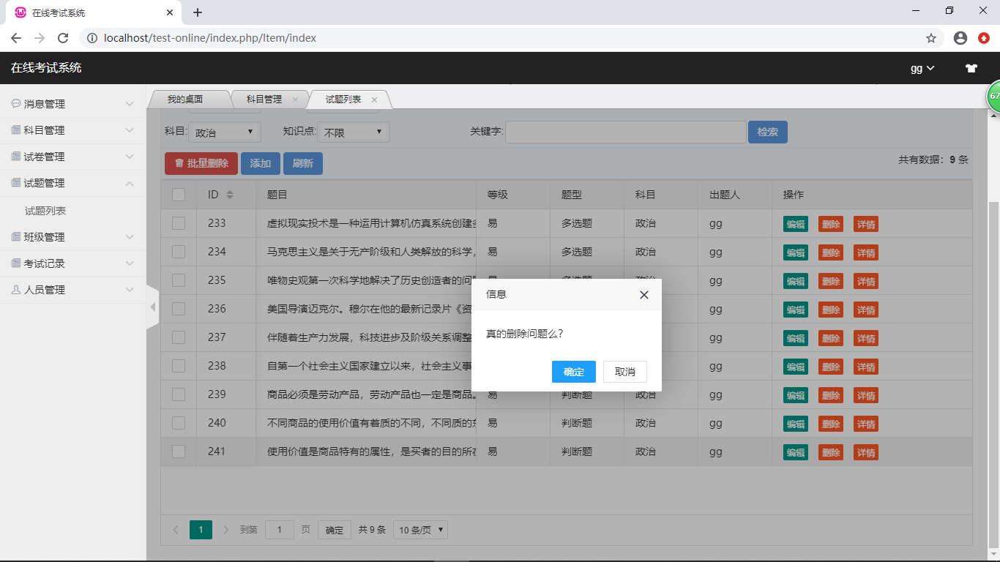 在线考试系统
localhost/test-online/index.php/Item/index
在线考试系统
gg
消息管理
科目管理
试卷管理
试题管理
试题列表
班级管理
考试记录
人员管理
我的桌面 科目管理 试题列表
67
科目: 政治 知识点: 不限 关键字: 检索
批量删除 添加 刷新 共有数据：9 条
ID 题目 等级 题型 科目 出题人 操作
233 虚拟现实投术是一种运用计算机仿真系统创建多 易 多选题 政治 gg 编辑 删除 详情
234 马克思主义是关于无产阶级和人类解放的科学， 易 多选题 政治 gg 编辑 删除 详情
235 唯物史观第一次科学地解决了历史创造者的问题 易 多选题 政治 gg 编辑 删除 详情
236 美国导演迈克尔。穆尔在他的最新记录片《资 gg 编辑 删除 详情
237 伴随着生产力发展，科技进步及阶级关系调整 gg 编辑 删除 详情
238 自第一个社会主义国家建立以来，社会主义事 gg 编辑 删除 详情
239 商品必须是劳动产品，劳动产品也一定是商品。 易 判断题 政治 gg 编辑 删除 详情
240 不同商品的使用价值有着质的不同，不同质的 易 判断题 政治 gg 编辑 删除 详情
241 使用价值是商品特有的属性，是买者的目的所在 易 判断题 政治 gg 编辑 删除 详情
信息
真的删除问题么？
确定 取消
1 到第 1 页 确定 共 9 条 10 条/页